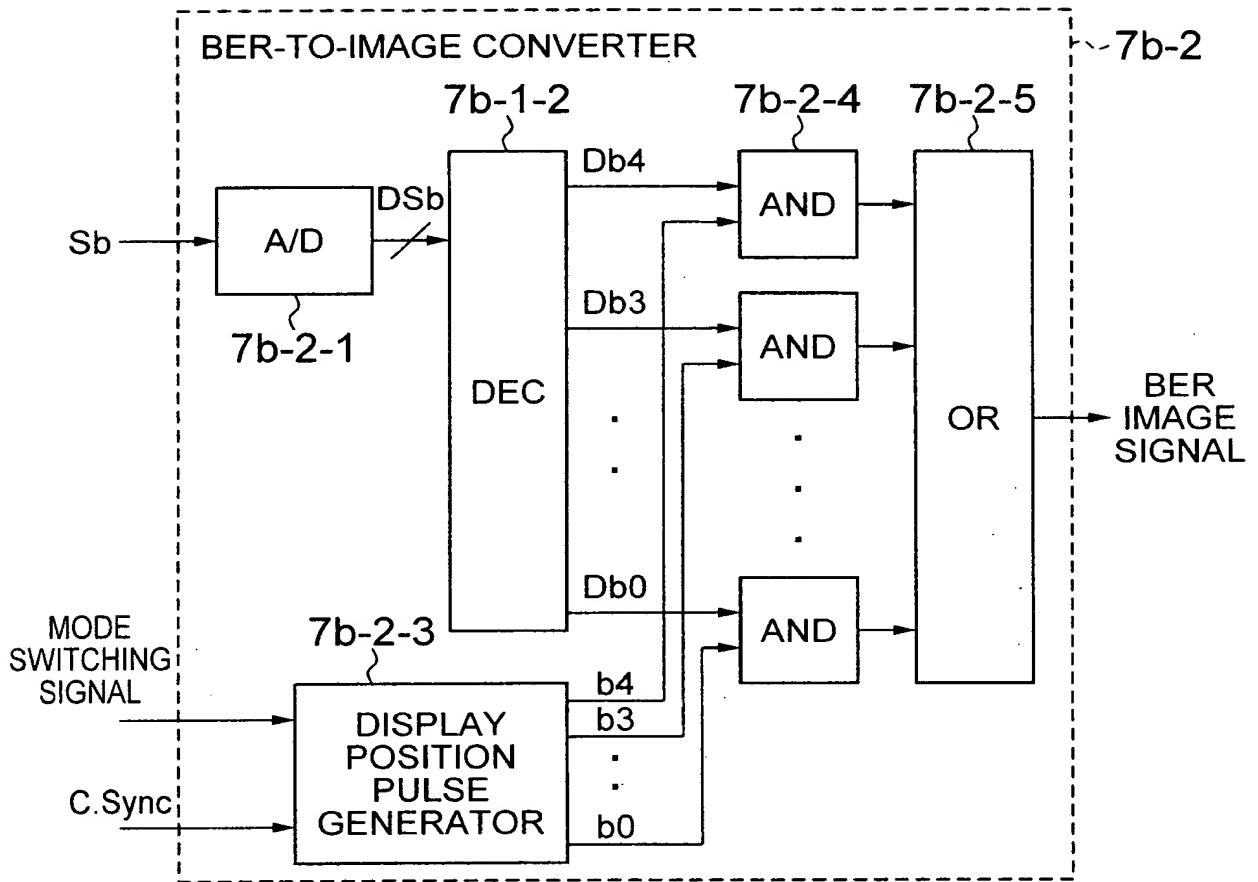 BER-TO-IMAGE CONVERTER
7b-2
7b-1-2
7b-2-4
7b-2-5
Db4
DSb
AND
Sb
A/D
Db3
7b-2-1
AND
DEC
OR
BER
IMAGE
SIGNAL
Db0
AND
MODE
SWITCHING
SIGNAL
7b-2-3
b4
DISPLAY
POSITION
PULSE
GENERATOR
b3
C.Sync
b0